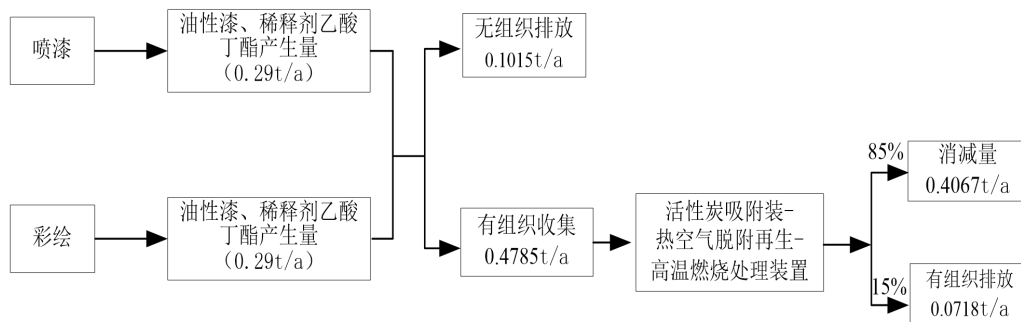 喷漆
油性漆、稀释剂乙酸
丁酯产生量
（0.29t/a）
无组织排放
0.1015t/a
彩绘
油性漆、稀释剂乙酸
丁酯产生量
（0.29t/a）
有组织收集
0.4785t/a
活性炭吸附装-
热空气脱附再生-
高温燃烧处理装置
85%
消减量
0.4067t/a
15%
有组织排放
0.0718t/a